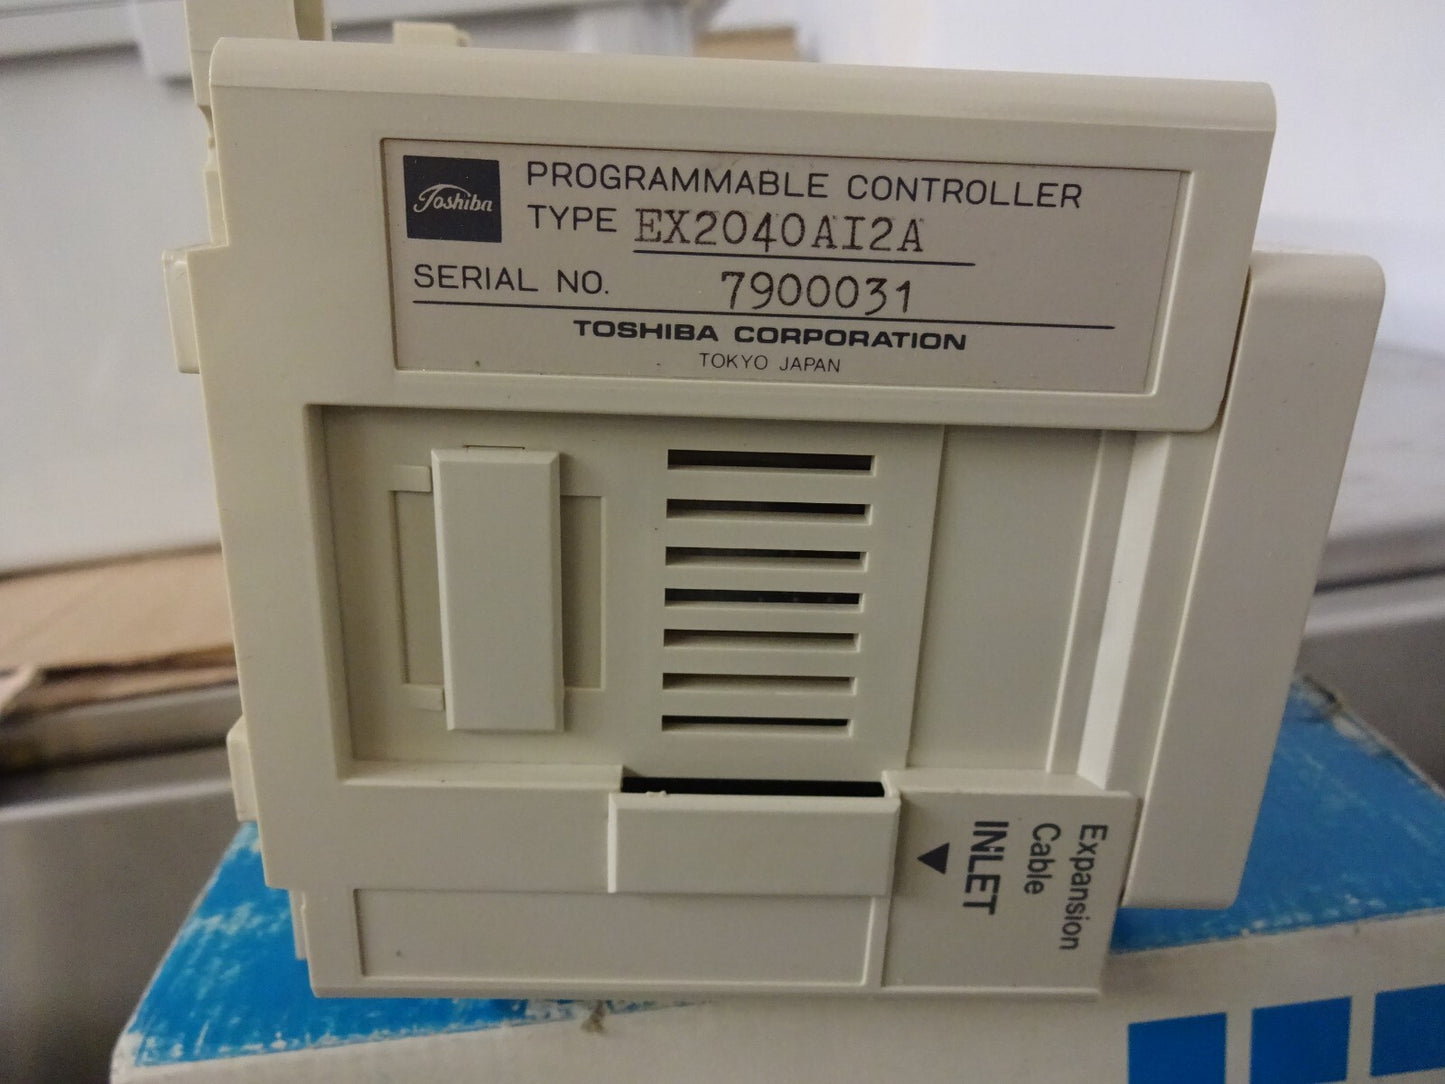 Toshiba
PROGRAMMABLE CONTROLLER
TYPE EX2040AI2A
SERIAL NO. 7900031
TOSHIBA CORPORATION
TOKYO JAPAN
Expansion
Cable
INLET